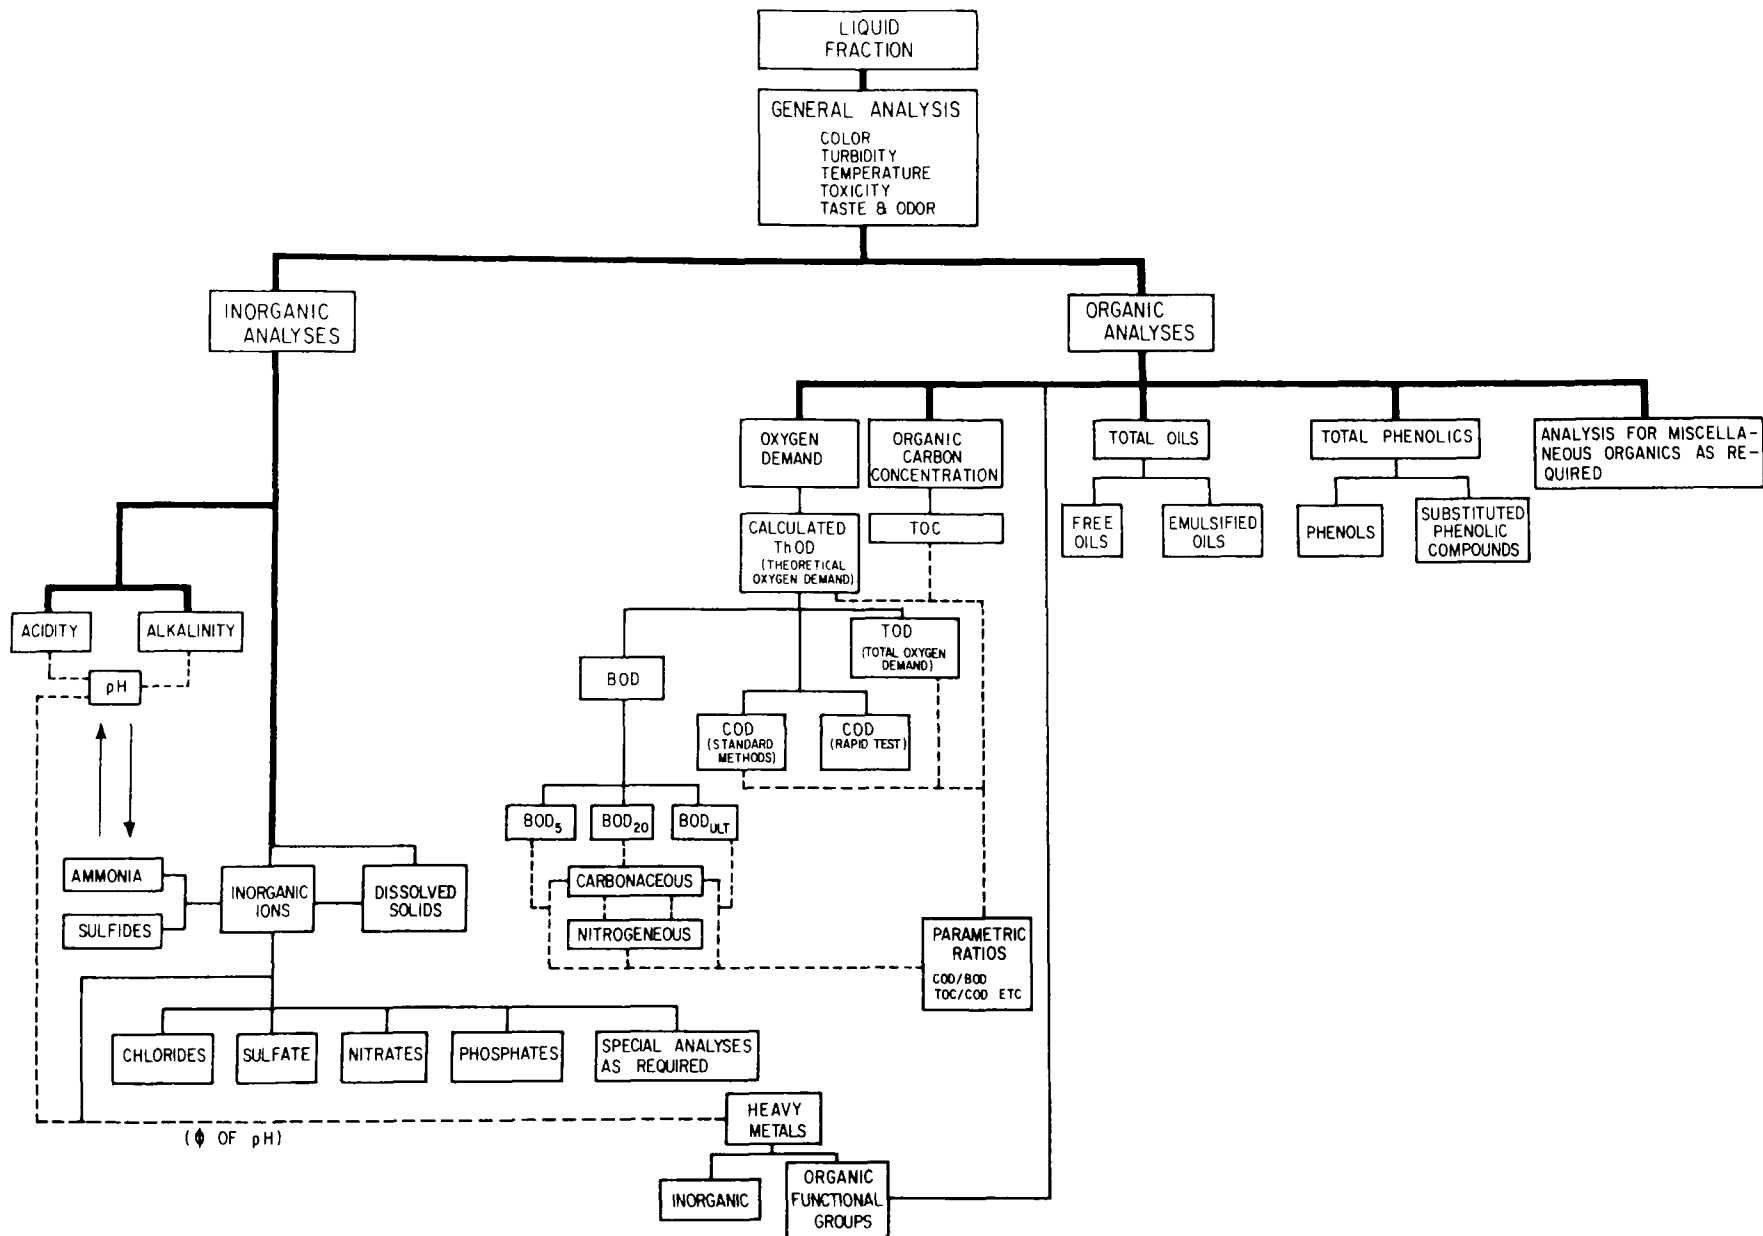 LIQUID
FRACTION
GENERAL ANALYSIS
COLOR
TURBIDITY
TEMPERATURE
TOXICITY
TASTE & ODOR
INORGANIC
ANALYSES
ORGANIC
ANALYSES
OXYGEN
DEMAND
ORGANIC
CARBON
CONCENTRATION
TOTAL OILS
TOTAL PHENOLICS
ANALYSIS FOR MISCELLA-
NEOUS ORGANICS AS RE-
QUIRED
CALCULATED
ThOD
(THEORETICAL
OXYGEN DEMAND)
TOC
FREE
OILS
EMULSIFIED
OILS
PHENOLS
SUBSTITUTED
PHENOLIC
COMPOUNDS
ACIDITY
ALKALINITY
pH
BOD
TOD
(TOTAL OXYGEN
DEMAND)
COD
(STANDARD
METHODS)
COD
(RAPID TEST)
BOD5
BOD20
BODULT
AMMONIA
SULFIDES
INORGANIC
IONS
DISSOLVED
SOLIDS
CARBONACEOUS
NITROGENEOUS
PARAMETRIC
RATIOS
COD/BOD
TOC/COD ETC
CHLORIDES
SULFATE
NITRATES
PHOSPHATES
SPECIAL ANALYSES
AS REQUIRED
(ϕ OF pH)
HEAVY
METALS
INORGANIC
ORGANIC
FUNCTIONAL
GROUPS